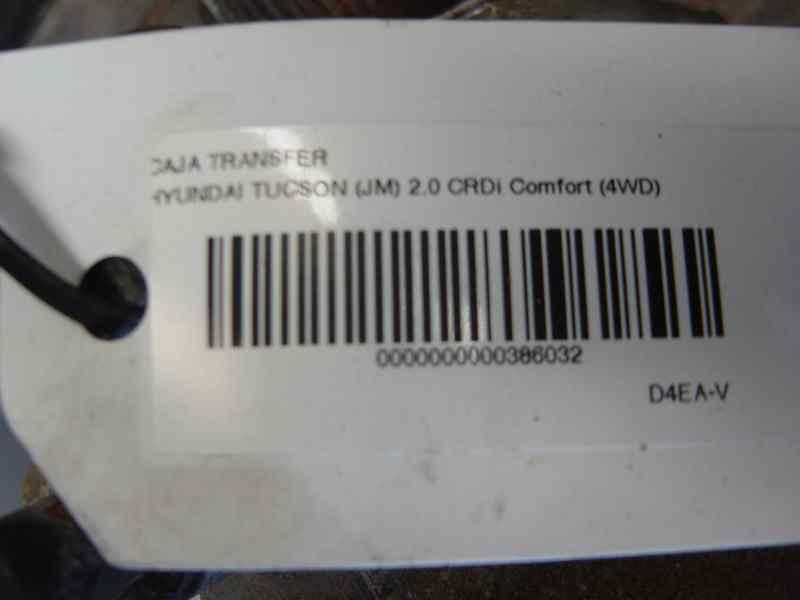 CAJA TRANSFER
HYUNDAI TUCSON (JM) 2.0 CRDi Comfort (4WD)
0000000000386032
D4EA-V